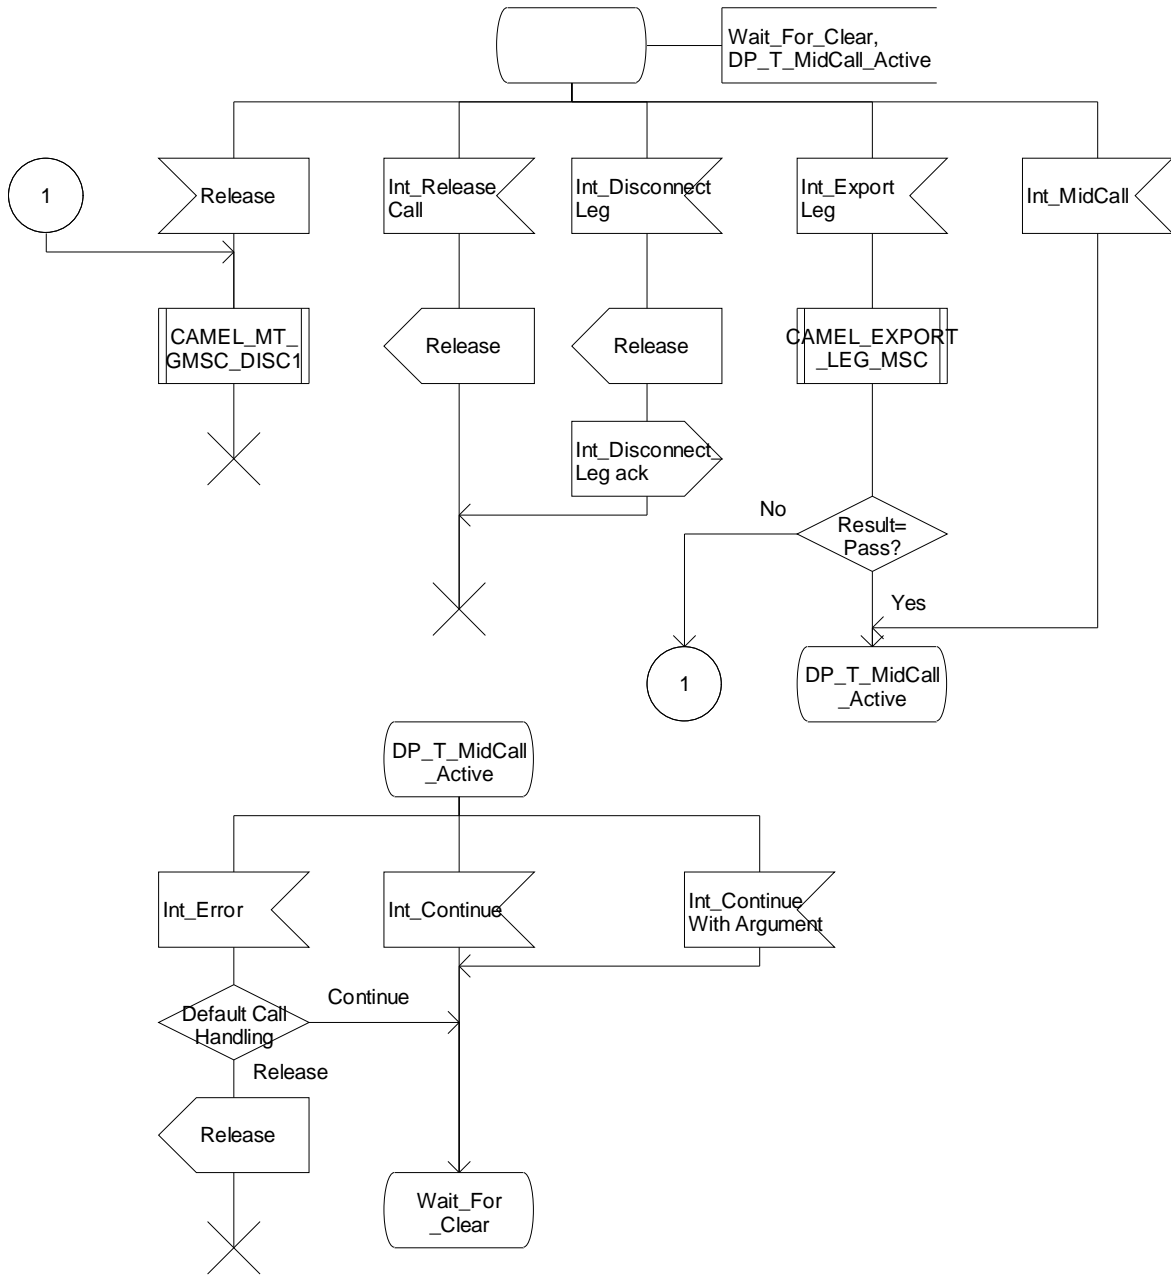 Wait_For_Clear,
DP_T_MidCall_Active
1
Release
Int_Release
Call
Int_Disconnect
Leg
Int_Export
Leg
Int_MidCall
CAMEL_MT_
GMSC_DISC1
Release
Release
CAMEL_EXPORT
_LEG_MSC
Int_Disconnect_
Leg ack
No
Result=
Pass?
Yes
1
DP_T_MidCall
_Active
DP_T_MidCall
_Active
Int_Error
Int_Continue
Int_Continue_
With Argument
Continue
Default Call
Handling
Release
Release
Wait_For
_Clear